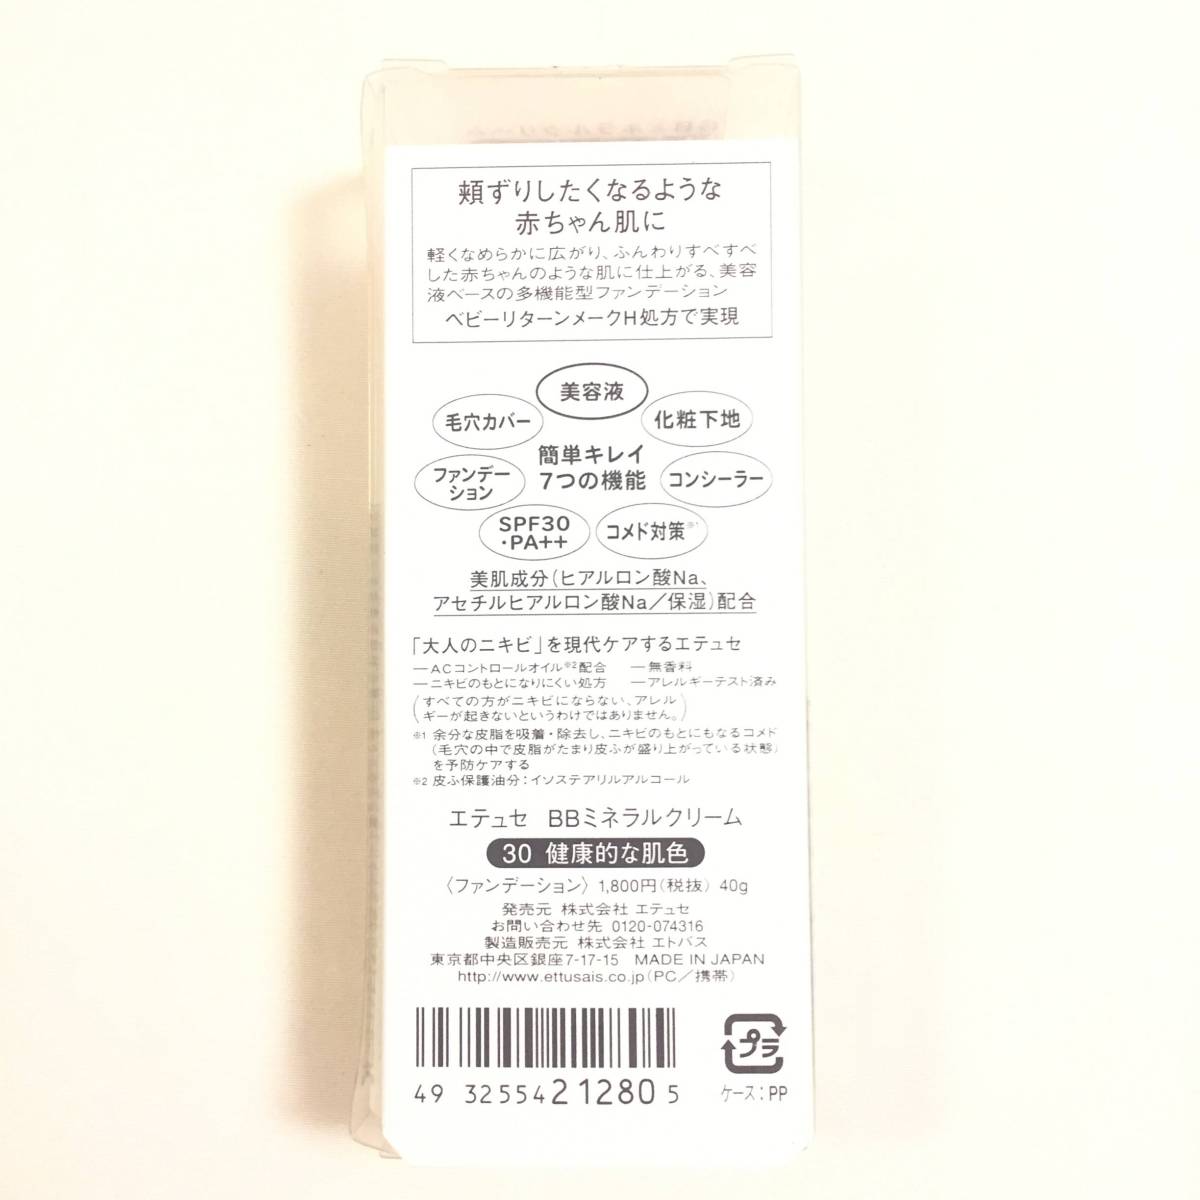 頬ずりしたくなるような
赤ちゃん肌に
軽くなめらかに広がり、ふんわりすべすべ
した赤ちゃんのような肌に仕上がる、美容
液ベースの多機能型ファンデーション
ベビーリターンメークH処方で実現
美容液
毛穴カバー
化粧下地
簡単キレイ
7つの機能
ファンデー
ション
コンシーラー
SPF30
・PA++
コメド対策※1
美肌成分(ヒアルロン酸Na、
アセチルヒアルロン酸Na／保湿)配合
「大人のニキビ」を現代ケアするエテュセ
—ACコントロールオイル※2配合 —無香料
—ニキビのもとになりにくい処方 —アレルギーテスト済み
(すべての方がニキビにならない、アレル
ギーが起きないというわけではありません。)
※1 余分な皮脂を吸着・除去し、ニキビのもとにもなるコメド
(毛穴の中で皮脂がたまり皮ふが盛り上がっている状態)
を予防ケアする
※2 皮ふ保護油分：イソステアリルアルコール
エテュセ BBミネラルクリーム
30 健康的な肌色
〈ファンデーション〉 1,800円(税抜) 40g
発売元 株式会社 エテュセ
お問い合わせ先 0120-074316
製造販売元 株式会社 エトバス
東京都中央区銀座7-17-15 MADE IN JAPAN
http://www.ettusais.co.jp(PC／携帯)
49 32554 21280 5
プラ
ケース：PP